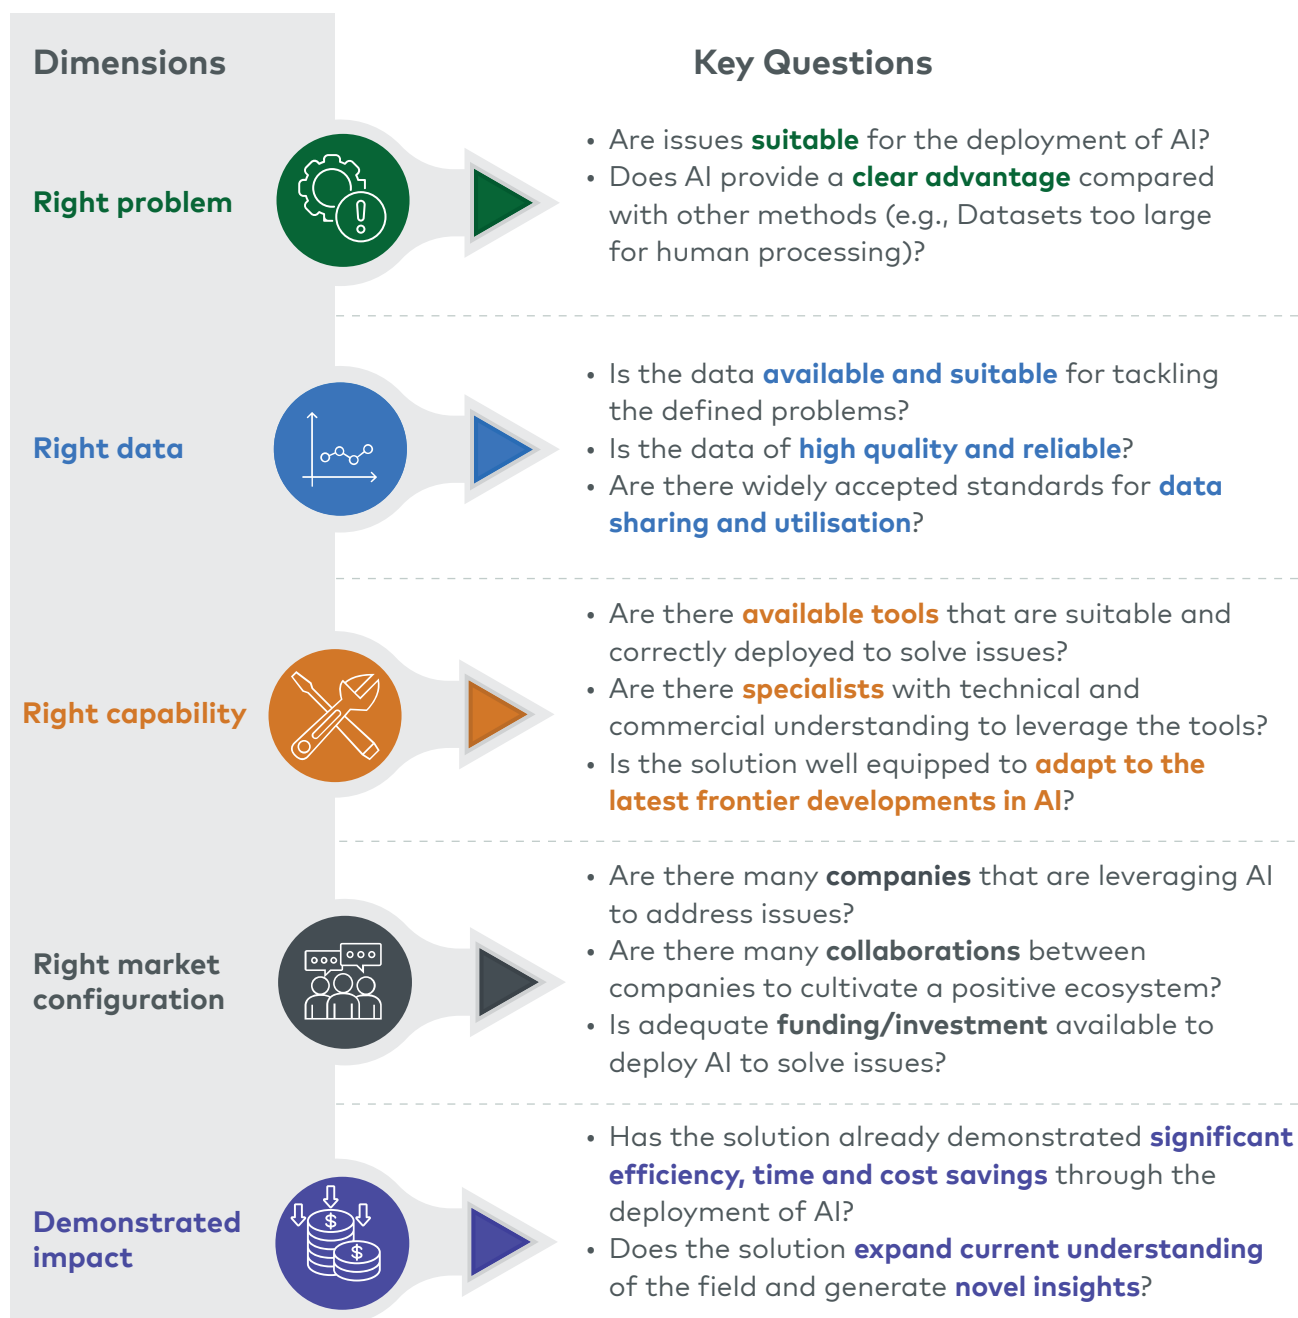 Dimensions
Key Questions
Right problem
• Are issues suitable for the deployment of AI?
• Does AI provide a clear advantage compared
with other methods (e.g., Datasets too large
for human processing)?
Right data
• Is the data available and suitable for tackling
the defined problems?
• Is the data of high quality and reliable?
• Are there widely accepted standards for data
sharing and utilisation?
Right capability
• Are there available tools that are suitable and
correctly deployed to solve issues?
• Are there specialists with technical and
commercial understanding to leverage the tools?
• Is the solution well equipped to adapt to the
latest frontier developments in AI?
Right market
configuration
• Are there many companies that are leveraging AI
to address issues?
• Are there many collaborations between
companies to cultivate a positive ecosystem?
• Is adequate funding/investment available to
deploy AI to solve issues?
Demonstrated
impact
$
$
• Has the solution already demonstrated significant
efficiency, time and cost savings through the
deployment of AI?
• Does the solution expand current understanding
of the field and generate novel insights?